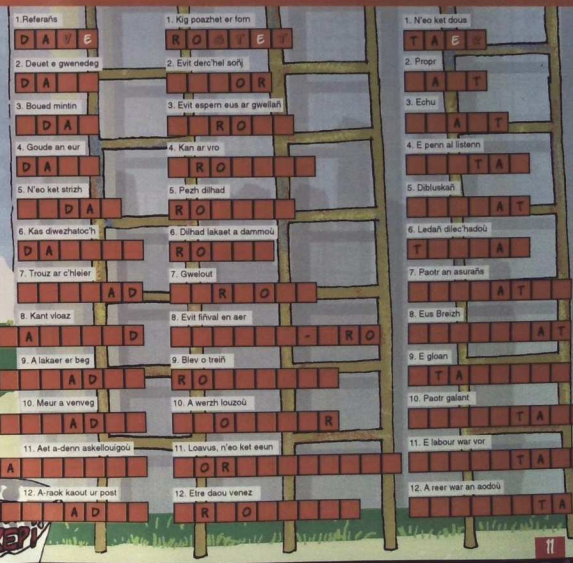 1.Referañs
D A V E
2. Deuet e gwenedeg
D A
3. Boued mintin
D A
4. Goude an eur
D A
5. N'eo ket strizh
D A
6. Kas diwezhatoc'h
D A
7. Trouz ar c'hleier
A D
8. Kant vloaz
A D
9. A lakaer er beg
A D
10. Meur a venveg
A D
11. Aet a-denn askellouigoù
A
12. A-raok kaout ur post
A D
1. Kig poazhet er forn
R O S T E T
2. Evit derc'hel soñj
O R
3. Evit espern eus ar gwellañ
R O
4. Kan ar vro
R O
5. Pezh dilhad
R O
6. Dilhad lakaet a dammoù
R O
7. Gwelout
R O
8. Evit fiñval en aer
- R O
9. Blev o treiñ
R O
10. A werzh louzoù
O R
11. Loavus, n'eo ket eeun
O R
12. Etre daou venez
R O
1. N'eo ket dous
T A E R
2. Propr
A T
3. Echu
A T
4. E penn al listenn
T A
5. Dibluskañ
A T
6. Ledañ dilec'hadoù
T A
7. Paotr an asurañs
A T
8. Eus Breizh
A T
9. E gloan
T A
10. Paotr galant
T A
11. E labour war vor
T A
12. A reer war an aodoù
T A
11